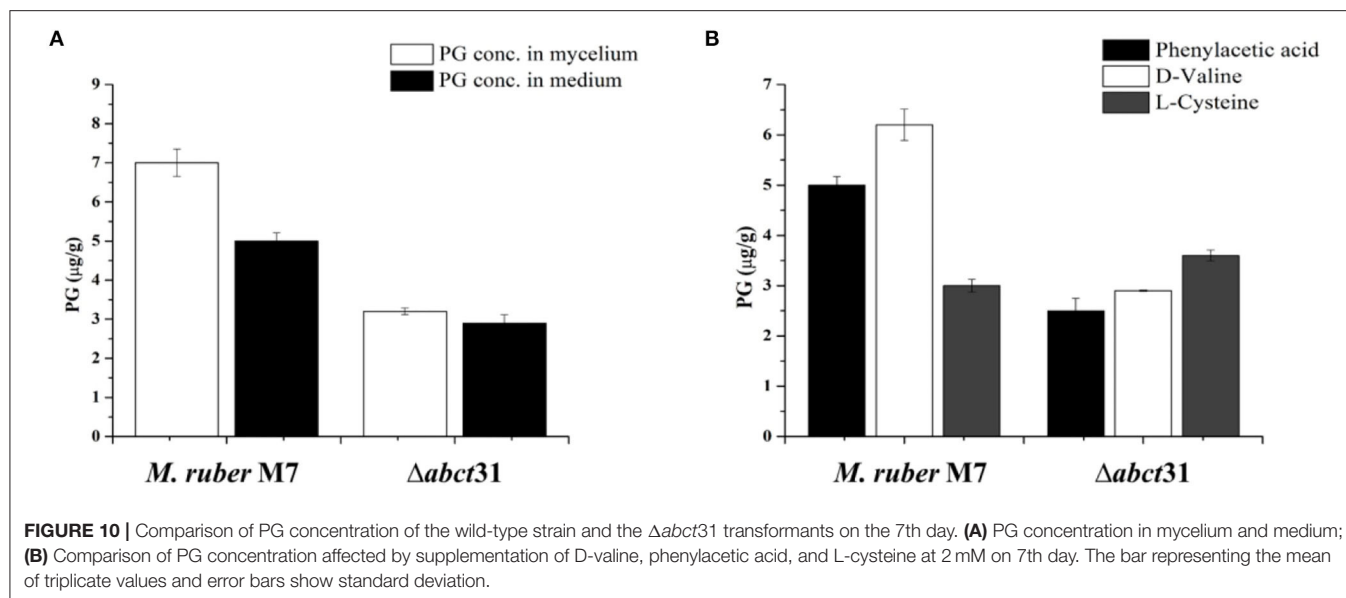 A
PG conc. in mycelium
PG conc. in medium
9
8
7
6
5
4
3
2
1
0
PG (µg/g)
M. ruber M7
Δabct31
B
Phenylacetic acid
D-Valine
L-Cysteine
7
6
5
4
3
2
1
0
PG (µg/g)
M. ruber M7
Δabct31
FIGURE 10 | Comparison of PG concentration of the wild-type strain and the Δabct31 transformants on the 7th day. (A) PG concentration in mycelium and medium;
(B) Comparison of PG concentration affected by supplementation of D-valine, phenylacetic acid, and L-cysteine at 2 mM on 7th day. The bar representing the mean
of triplicate values and error bars show standard deviation.